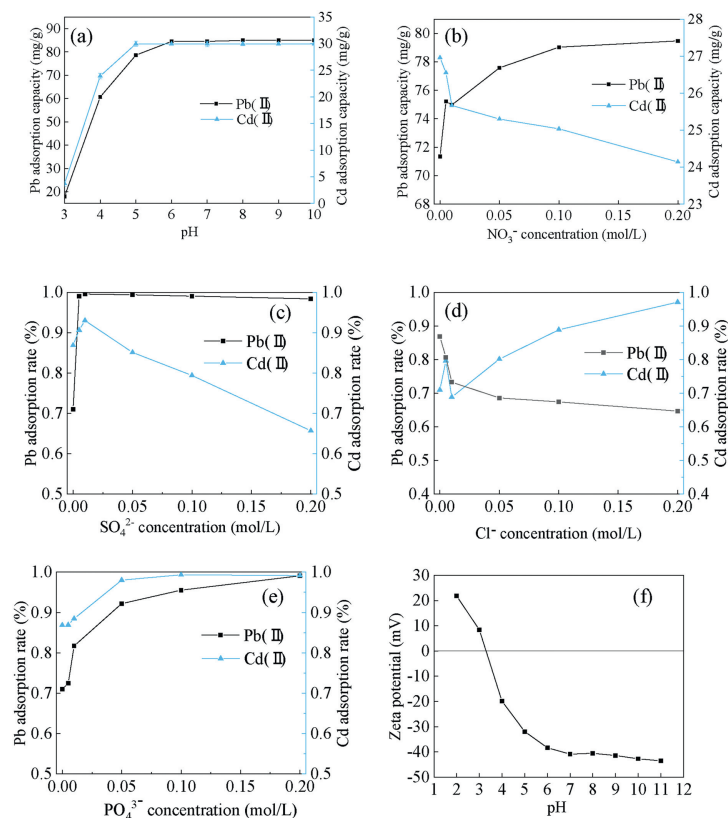 (a)
Pb adsorption capacity (mg/g)
90
80
70
60
50
40
30
20
Pb(Ⅱ)
Cd(Ⅱ)
35
30
25
20
15
10
5
0
Cd adsorption capacity (mg/g)
3 4 5 6 7 8 9 10
pH
(b)
Pb adsorption capacity (mg/g)
82
80
78
76
74
72
70
68
Pb(Ⅱ)
Cd(Ⅱ)
28
27
26
25
24
23
Cd adsorption capacity (mg/g)
0.00 0.05 0.10 0.20
NO₃⁻ concentration (mol/L)
(c)
Pb adsorption rate (%)
1.0
0.9
0.8
0.7
0.6
0.5
Pb(Ⅱ)
Cd(Ⅱ)
1.0
0.9
0.8
0.7
0.6
0.5
Cd adsorption rate (%)
0.00 0.05 0.10 0.20
SO₄²⁻ concentration (mol/L)
(d)
Pb adsorption rate (%)
1.0
0.9
0.8
0.7
0.6
0.5
0.4
Pb(Ⅱ)
Cd(Ⅱ)
1.0
0.9
0.8
0.7
0.6
0.5
0.4
Cd adsorption rate (%)
0.00 0.05 0.10 0.20
Cl⁻ concentration (mol/L)
(e)
Pb adsorption rate (%)
1.0
0.9
0.8
0.7
0.6
0.5
Pb(Ⅱ)
Cd(Ⅱ)
1.0
0.9
0.8
0.7
0.6
0.5
Cd adsorption rate (%)
0.00 0.05 0.10 0.20
PO₄³⁻ concentration (mol/L)
(f)
Zeta potential (mV)
30
20
10
0
-10
-20
-30
-40
-50
1 2 3 4 5 6 7 8 9 10 11 12
pH